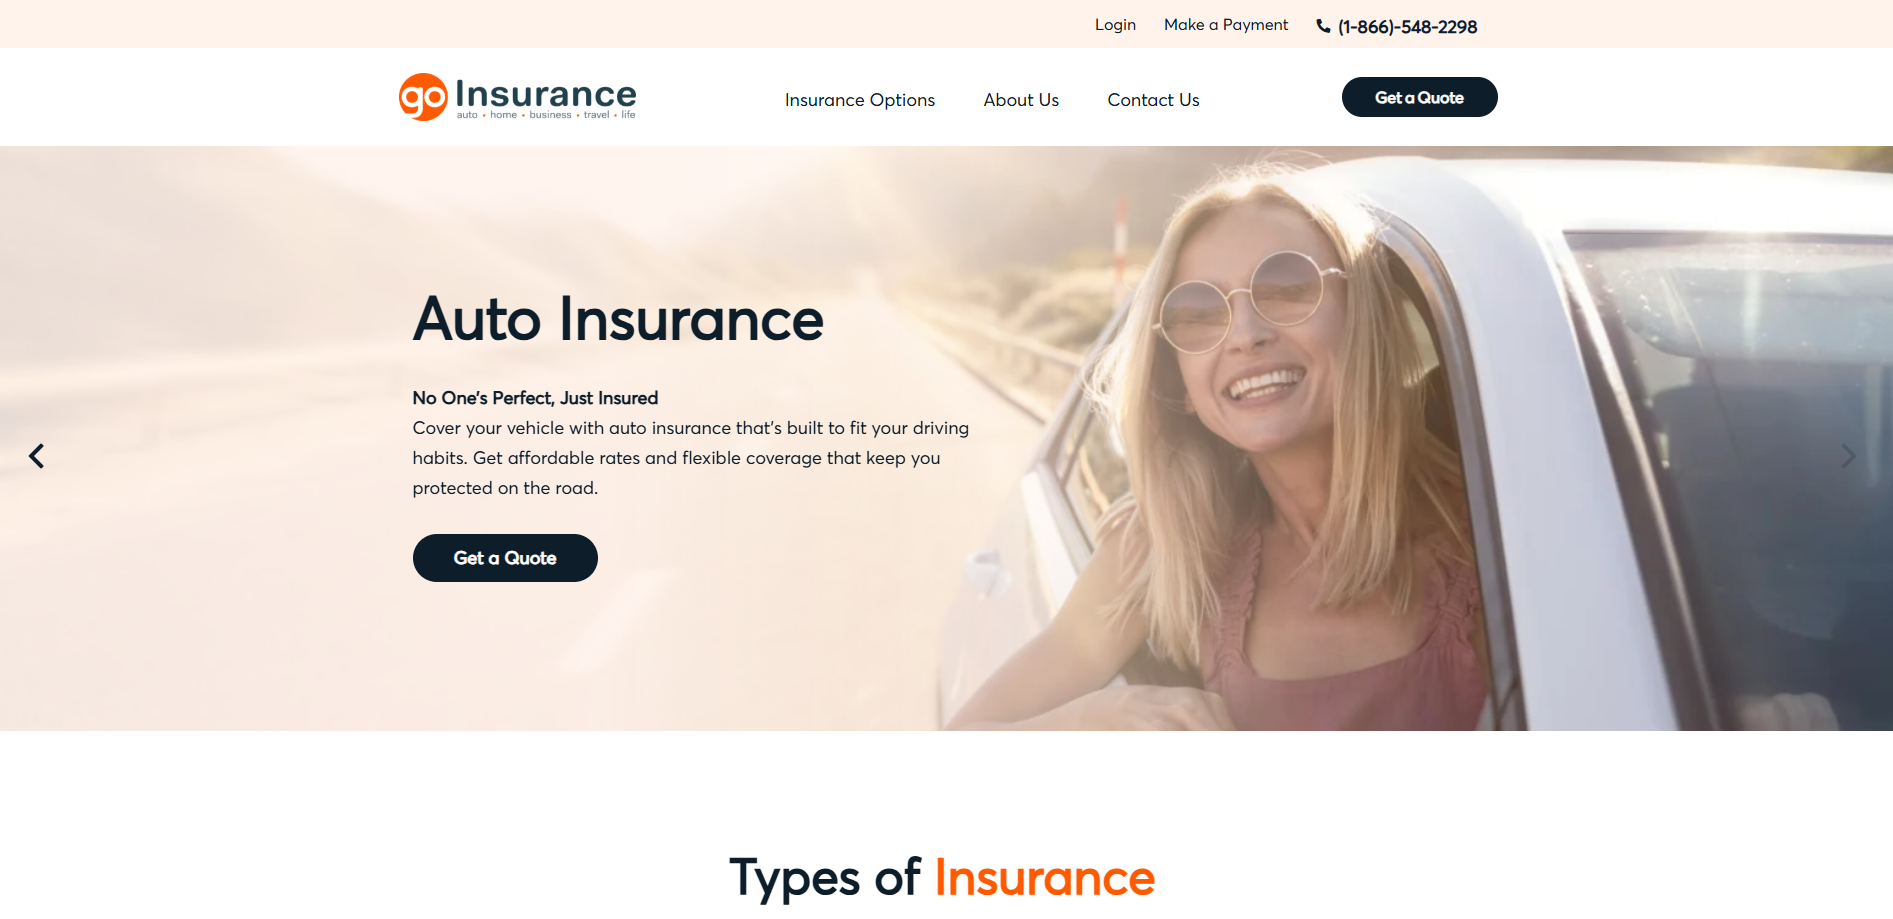 Login Make a Payment (1-866)-548-2298
go Insurance
auto • home • business • travel • life
Insurance Options About Us Contact Us
Get a Quote
Auto Insurance
No One's Perfect, Just Insured
Cover your vehicle with auto insurance that's built to fit your driving
habits. Get affordable rates and flexible coverage that keep you
protected on the road.
Get a Quote
Types of Insurance